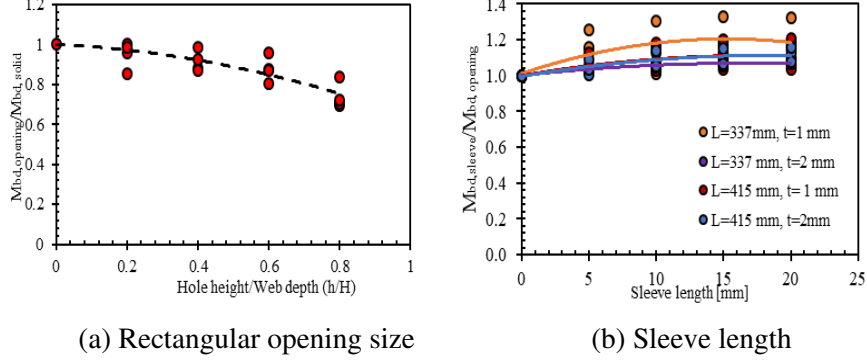 1.2
1
0.8
0.6
0.4
0.2
0
0
0.2
0.4
0.6
0.8
1
Mbd,opening/Mbd,solid
Hole height/Web depth (h/H)
(a) Rectangular opening size
1.4
1.2
1.0
0.8
0.6
0.4
0.2
0.0
0
5
10
15
20
25
Mbd,sleeve/Mbd, opening
L=337mm, t=1 mm
L=337 mm, t=2 mm
L=415 mm, t= 1 mm
L=415 mm, t=2mm
Sleeve length [mm]
(b) Sleeve length